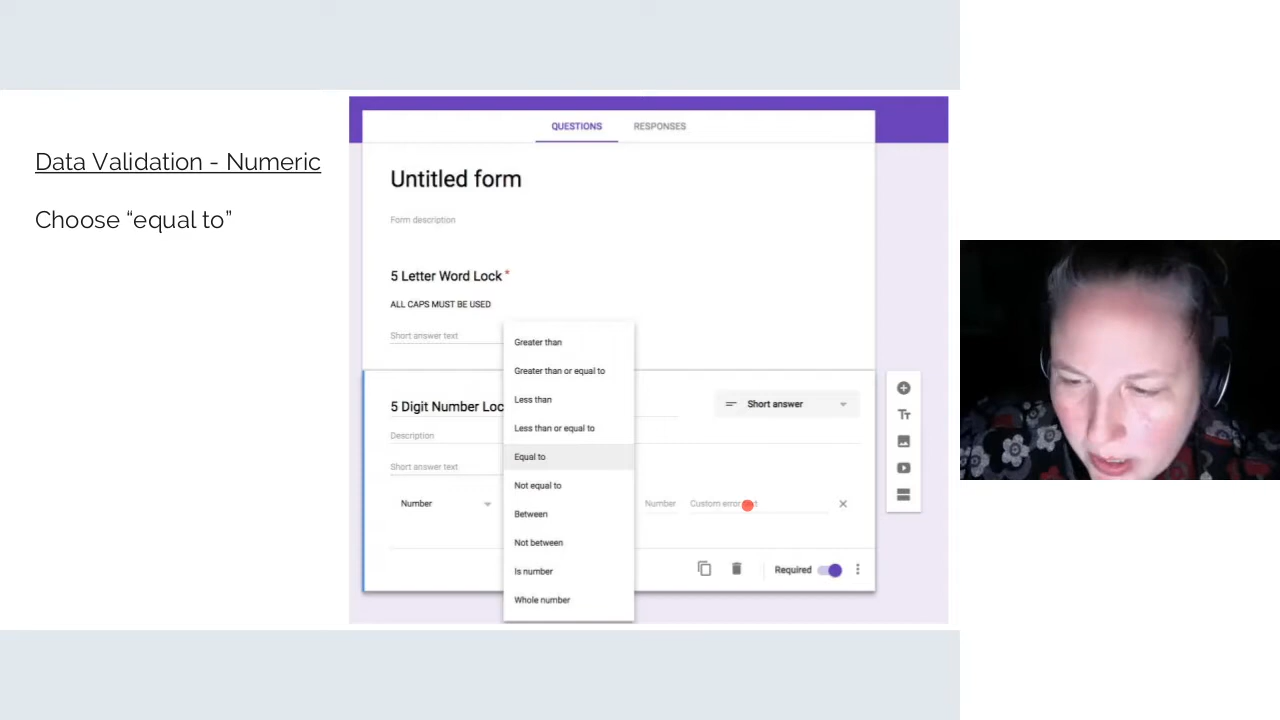 Data Validation - Numeric
Choose “equal to”
QUESTIONS RESPONSES
Untitled form
Form description
5 Letter Word Lock *
ALL CAPS MUST BE USED
Short answer text
Greater than
Greater than or equal to
Less than
Less than or equal to
Equal to
Not equal to
Between
Not between
Is number
Whole number
5 Digit Number Loc
Short answer
Description
Short answer text
Number
Number Custom error
Required